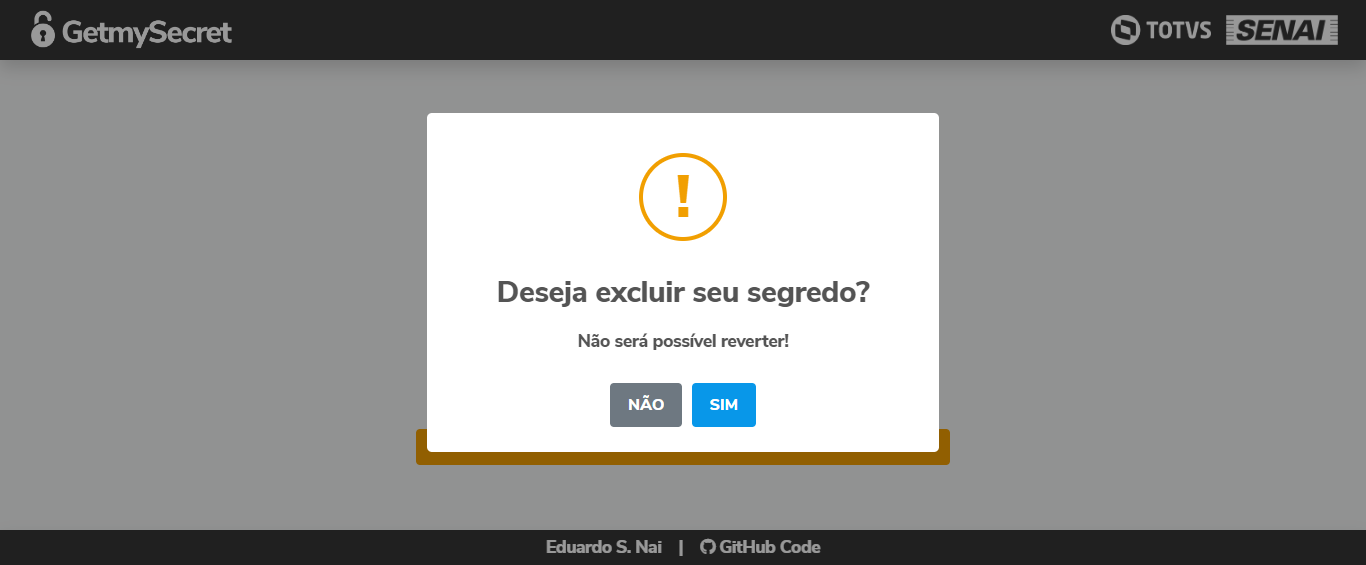 GetmySecret
TOTVS SENAI
!
Deseja excluir seu segredo?
Não será possível reverter!
NÃO SIM
Eduardo S. Nai | GitHub Code